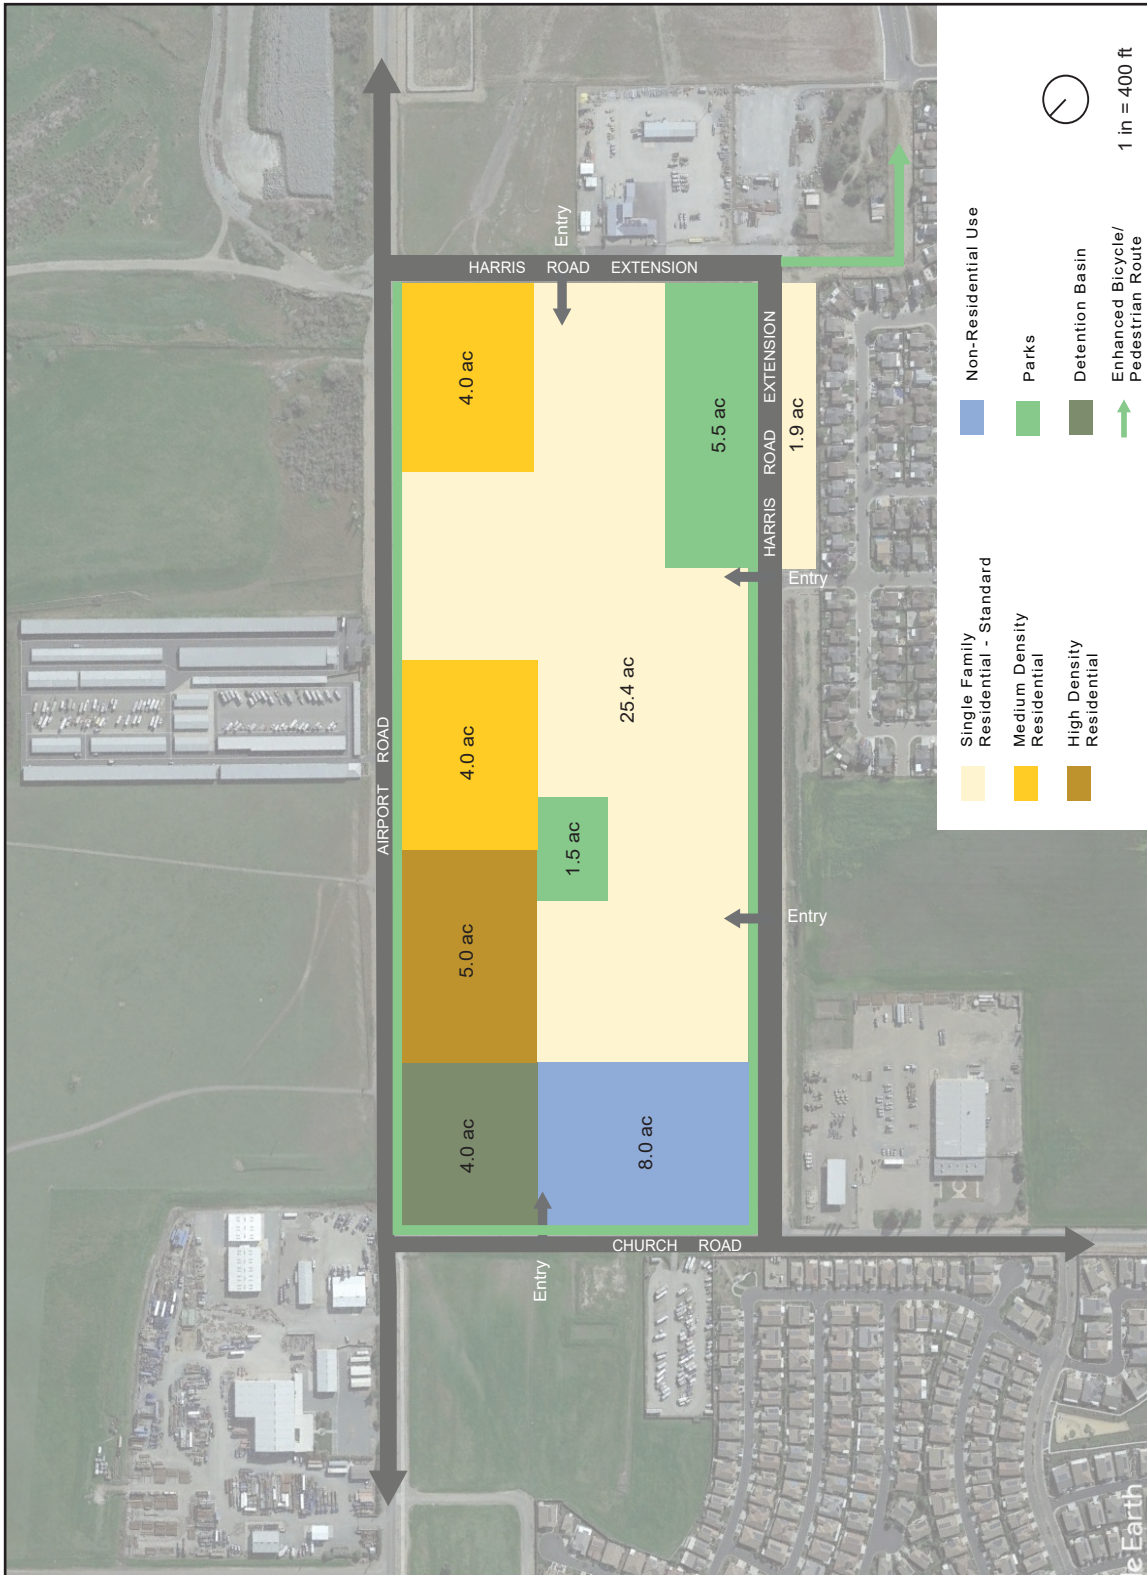 AIRPORT ROAD
HARRIS ROAD EXTENSION
HARRIS ROAD EXTENSION
CHURCH ROAD
Entry
Entry
Entry
Entry
4.0 ac
4.0 ac
5.0 ac
4.0 ac
8.0 ac
1.5 ac
25.4 ac
5.5 ac
1.9 ac
Single Family
Residential - Standard
Medium Density
Residential
High Density
Residential
Non-Residential Use
Parks
Detention Basin
Enhanced Bicycle/
Pedestrian Route
1 in = 400 ft
e Earth